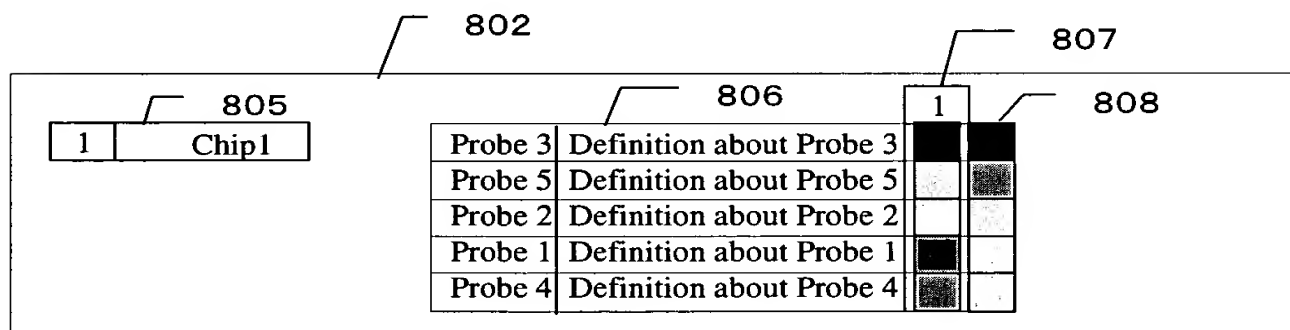 802
807
805
806
1
808
1 Chip1
Probe 3 Definition about Probe 3
Probe 5 Definition about Probe 5
Probe 2 Definition about Probe 2
Probe 1 Definition about Probe 1
Probe 4 Definition about Probe 4